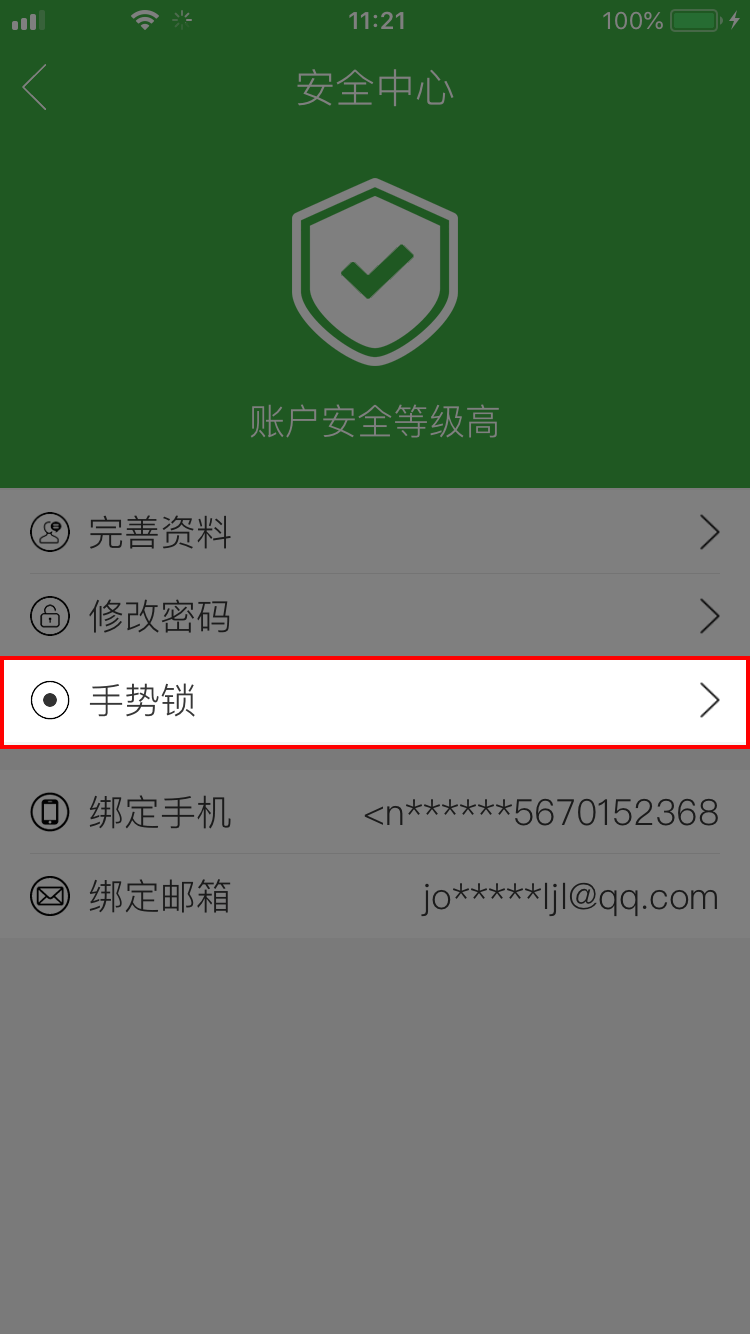 11:21
100%
安全中心
账户安全等级高
完善资料
修改密码
手势锁
绑定手机 <n******5670152368
绑定邮箱 jo*****ljl@qq.com